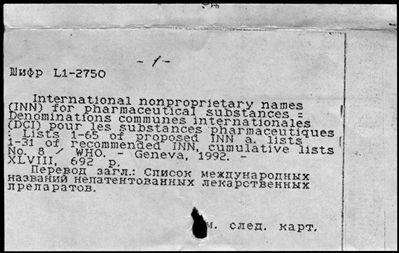 - 1 -
Шифр L1-2750
International nonproprietary names
(INN) for pharmaceutical substances =
Denominations communes internationales
(DCI) pour les substances pharmaceutiques
: Lists 1-65 of proposed INN a. lists
1-31 of recommended INN, cumulative lists
No. 8 / WHO. - Geneva, 1992. -
XLVIII, 692 p.
Перевод загл.: Список международных
названий непатентованных лекарственных
препаратов.
м. след. карт.